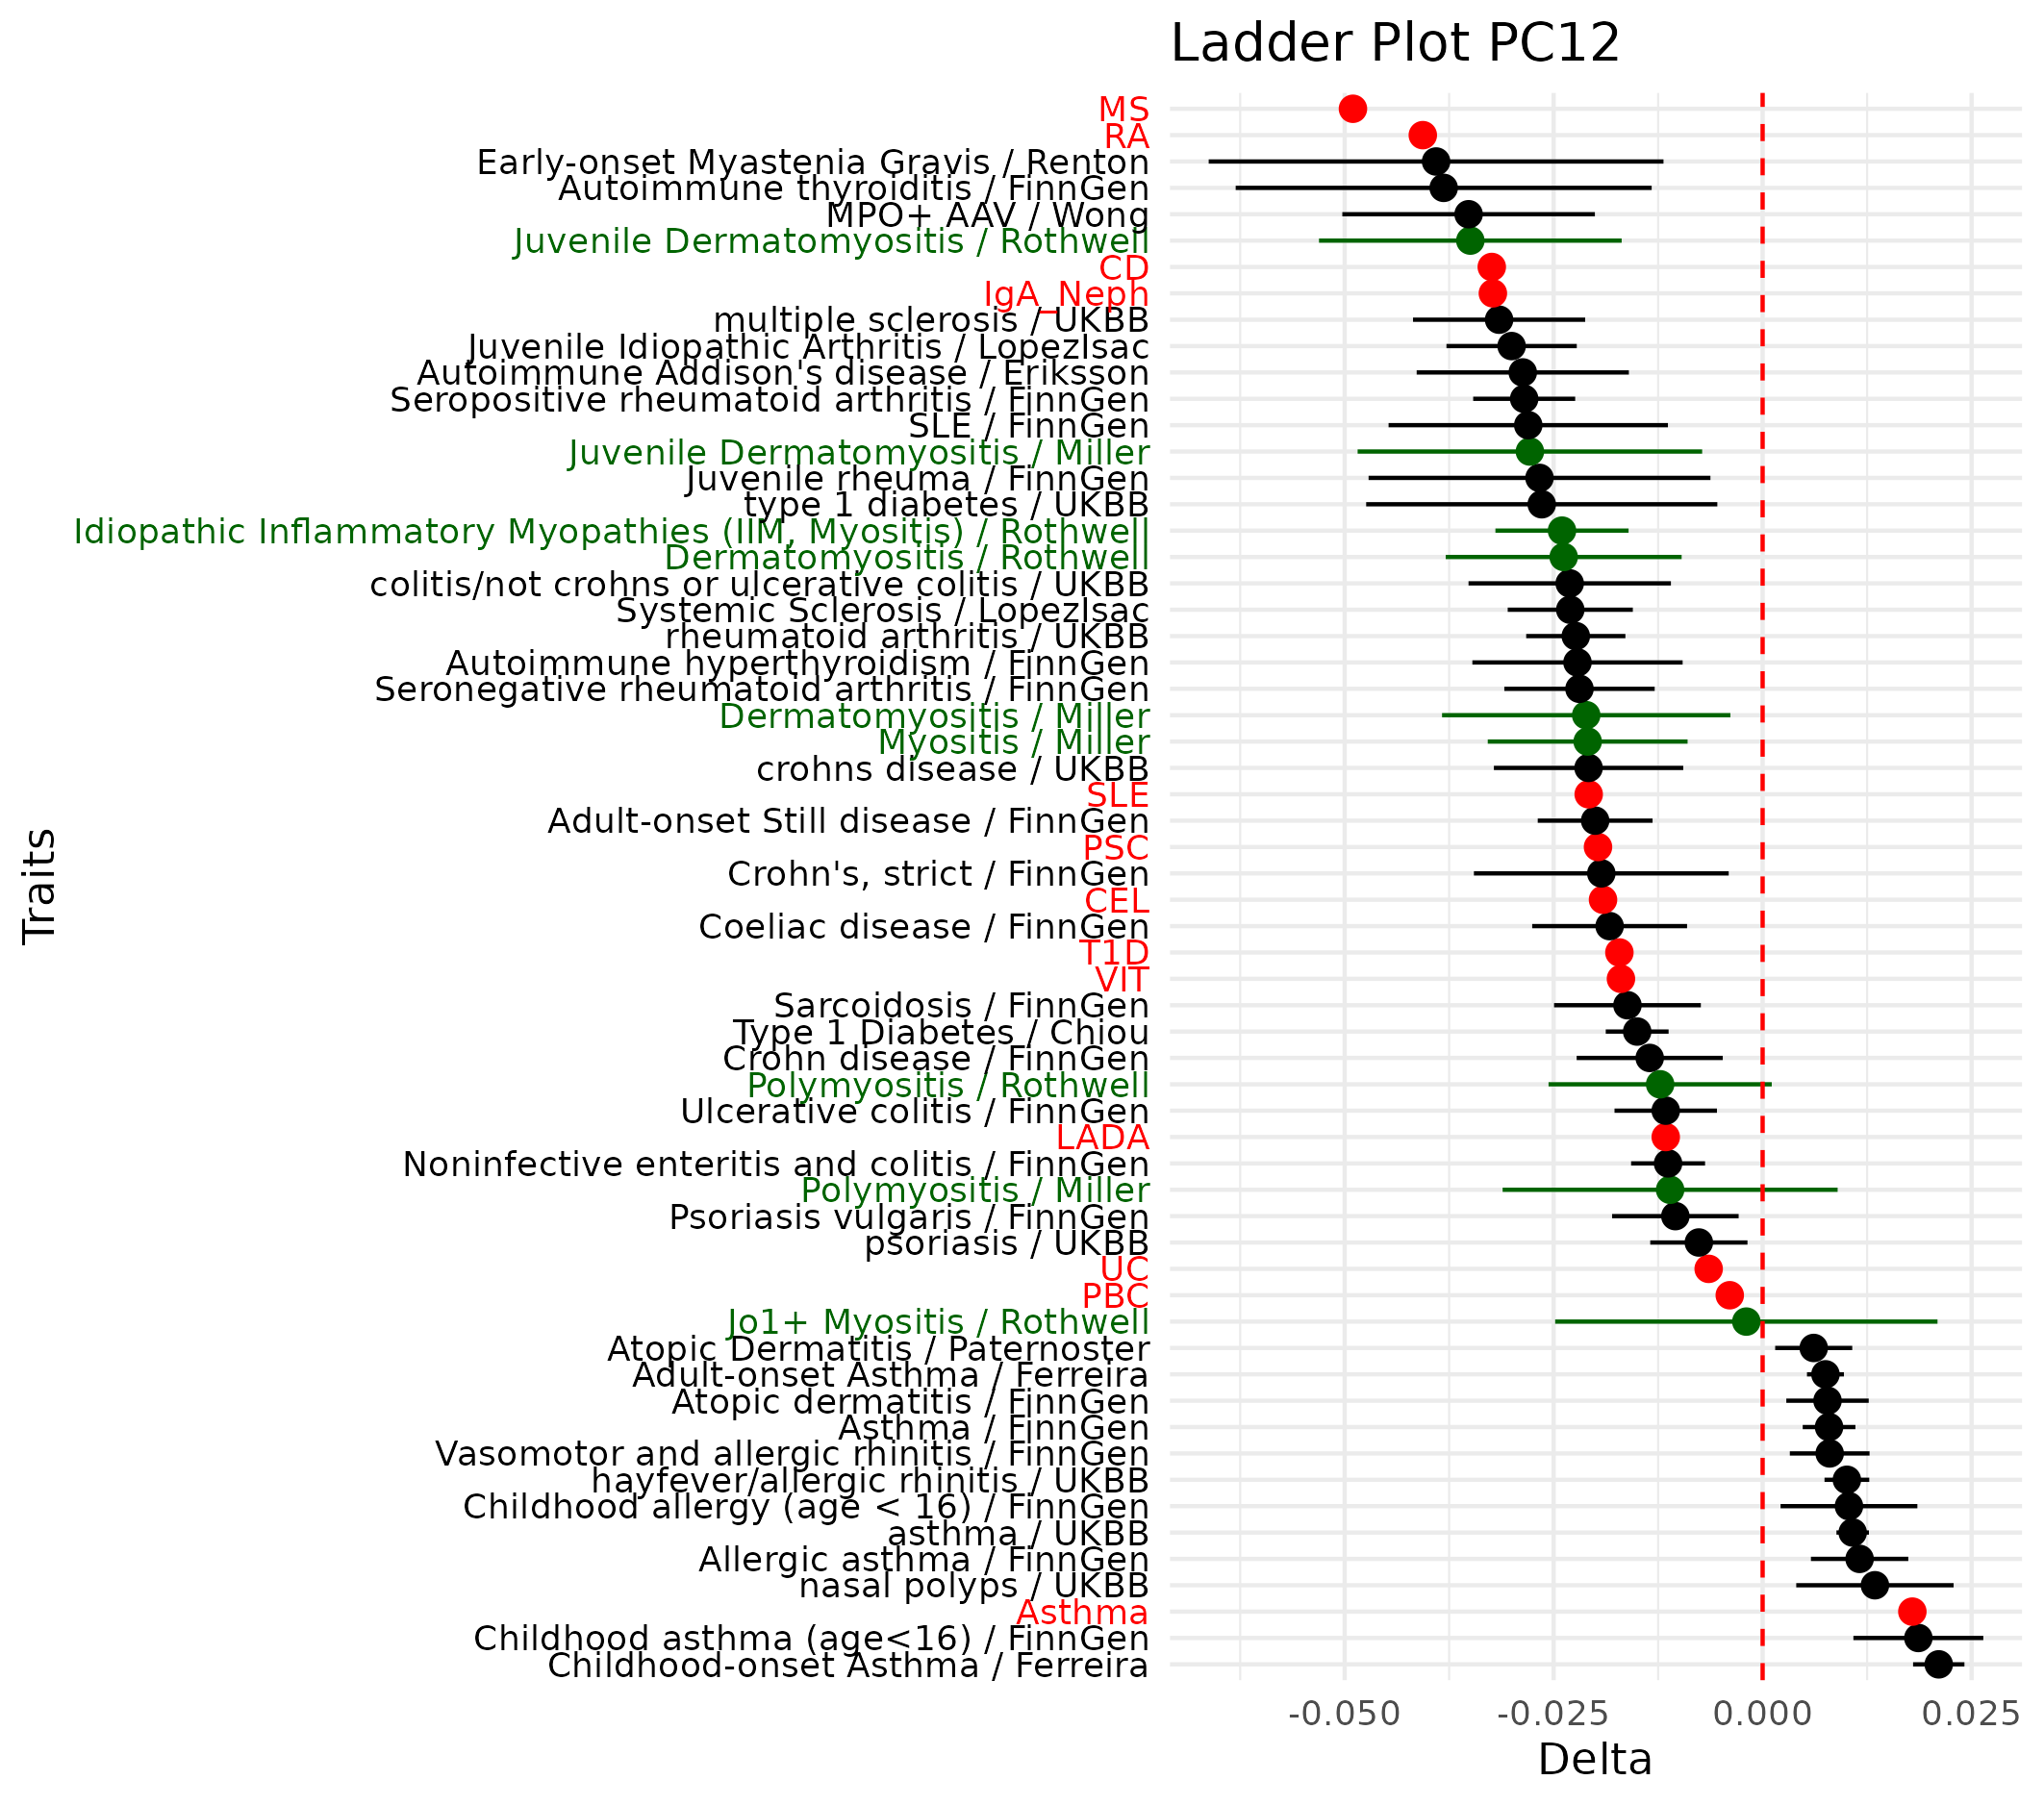 Ladder Plot PC12
MS
RA
Early-onset Myastenia Gravis / Renton
Autoimmune thyroiditis / FinnGen
MPO+ AAV / Wong
Juvenile Dermatomyositis / Rothwell
CD
IgA_Neph
multiple sclerosis / UKBB
Juvenile Idiopathic Arthritis / LopezIsac
Autoimmune Addison's disease / Eriksson
Seropositive rheumatoid arthritis / FinnGen
SLE / FinnGen
Juvenile Dermatomyositis / Miller
Juvenile rheuma / FinnGen
type 1 diabetes / UKBB
Idiopathic Inflammatory Myopathies (IIM, Myositis) / Rothwell
Dermatomyositis / Rothwell
colitis/not crohns or ulcerative colitis / UKBB
Systemic Sclerosis / LopezIsac
rheumatoid arthritis / UKBB
Autoimmune hyperthyroidism / FinnGen
Seronegative rheumatoid arthritis / FinnGen
Dermatomyositis / Miller
Myositis / Miller
crohns disease / UKBB
SLE
Adult-onset Still disease / FinnGen
PSC
Crohn's, strict / FinnGen
CEL
Coeliac disease / FinnGen
T1D
VIT
Sarcoidosis / FinnGen
Type 1 Diabetes / Chiou
Crohn disease / FinnGen
Polymyositis / Rothwell
Ulcerative colitis / FinnGen
LADA
Noninfective enteritis and colitis / FinnGen
Polymyositis / Miller
Psoriasis vulgaris / FinnGen
psoriasis / UKBB
UC
PBC
Jo1+ Myositis / Rothwell
Atopic Dermatitis / Paternoster
Adult-onset Asthma / Ferreira
Atopic dermatitis / FinnGen
Asthma / FinnGen
Vasomotor and allergic rhinitis / FinnGen
hayfever/allergic rhinitis / UKBB
Childhood allergy (age < 16) / FinnGen
asthma / UKBB
Allergic asthma / FinnGen
nasal polyps / UKBB
Asthma
Childhood asthma (age<16) / FinnGen
Childhood-onset Asthma / Ferreira
Traits
-0.050 -0.025 0.000 0.025
Delta